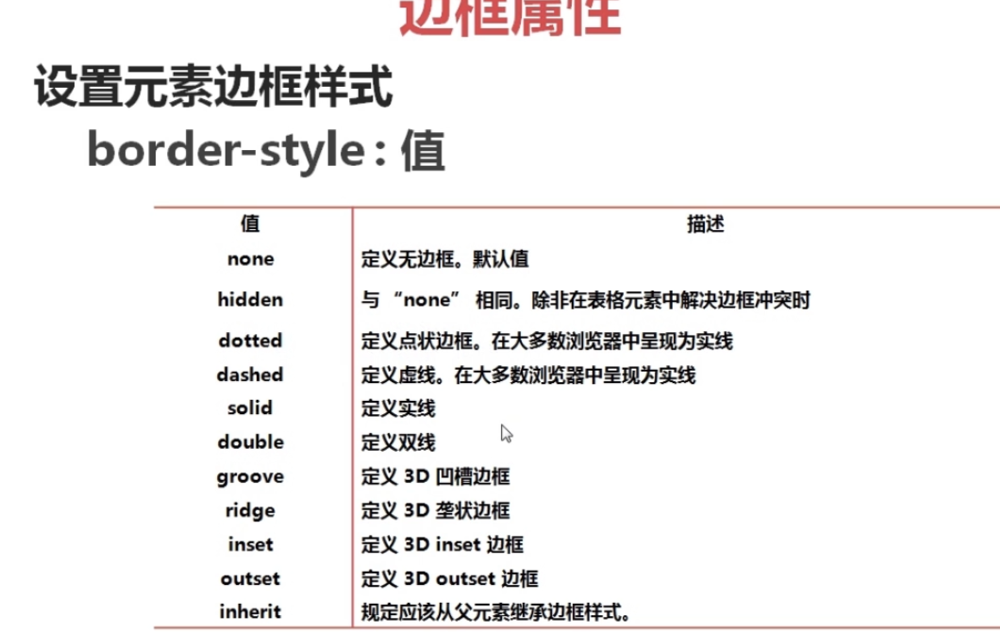 边框属性
设置元素边框样式
border-style : 值
值 描述
none 定义无边框。默认值
hidden 与 “none” 相同。除非在表格元素中解决边框冲突时
dotted 定义点状边框。在大多数浏览器中呈现为实线
dashed 定义虚线。在大多数浏览器中呈现为实线
solid 定义实线
double 定义双线
groove 定义 3D 凹槽边框
ridge 定义 3D 垄状边框
inset 定义 3D inset 边框
outset 定义 3D outset 边框
inherit 规定应该从父元素继承边框样式。